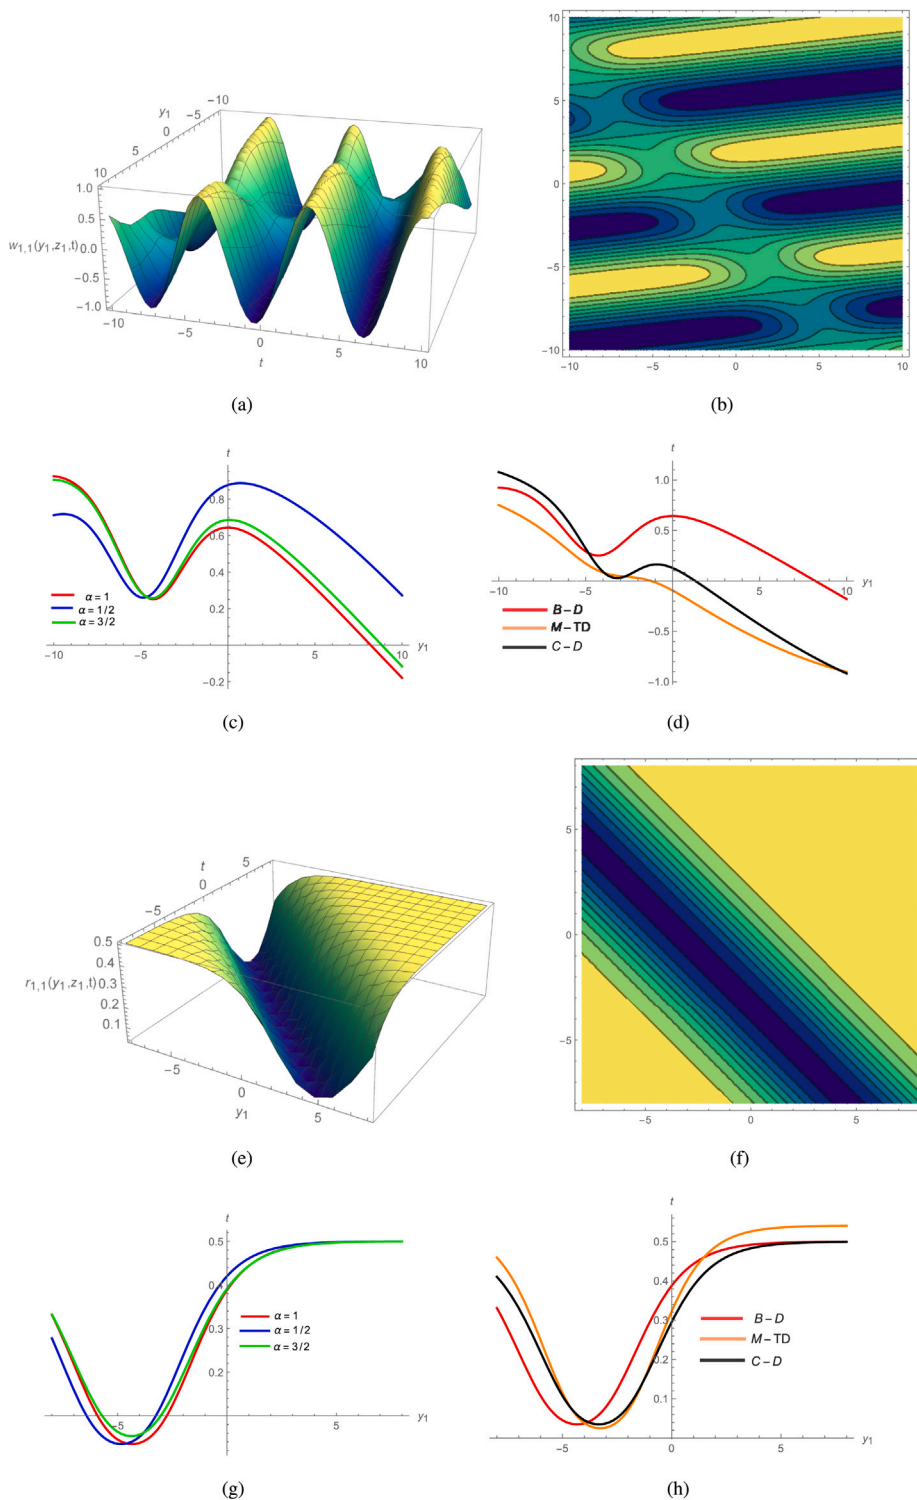 y₁
-10
-5
0
5
10
1.0
0.5
0.0
-0.5
-1.0
w₁,₁(y₁,z₁,t)
-10
-5
0
5
10
t
(a)
10
5
0
-5
-10
-10
-5
0
5
10
(b)
t
0.8
0.6
0.4
0.2
-0.2
-10
-5
0
5
10
y₁
α = 1
α = 1/2
α = 3/2
(c)
t
1.0
0.5
-0.5
-1.0
-10
-5
0
5
10
y₁
B – D
M – TD
C – D
(d)
t
5
0
-5
0.5
0.4
0.3
0.2
0.1
r₁,₁(y₁,z₁,t)
-5
0
5
y₁
(e)
5
0
-5
-5
0
5
(f)
t
0.5
0.4
0.3
0.2
-5
0
5
y₁
α = 1
α = 1/2
α = 3/2
(g)
t
0.5
0.4
0.3
0.2
0.1
-5
0
5
y₁
B – D
M – TD
C – D
(h)